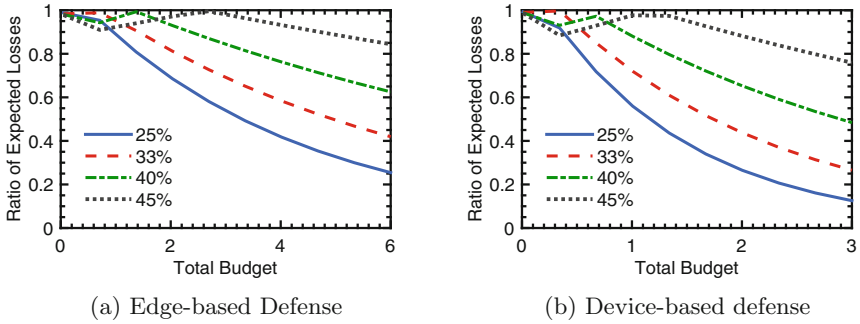 Ratio of Expected Losses
1
0.8
0.6
0.4
0.2
0
25%
33%
40%
45%
0 2 4 6
Total Budget
(a) Edge-based Defense
Ratio of Expected Losses
1
0.8
0.6
0.4
0.2
0
25%
33%
40%
45%
0 1 2 3
Total Budget
(b) Device-based defense